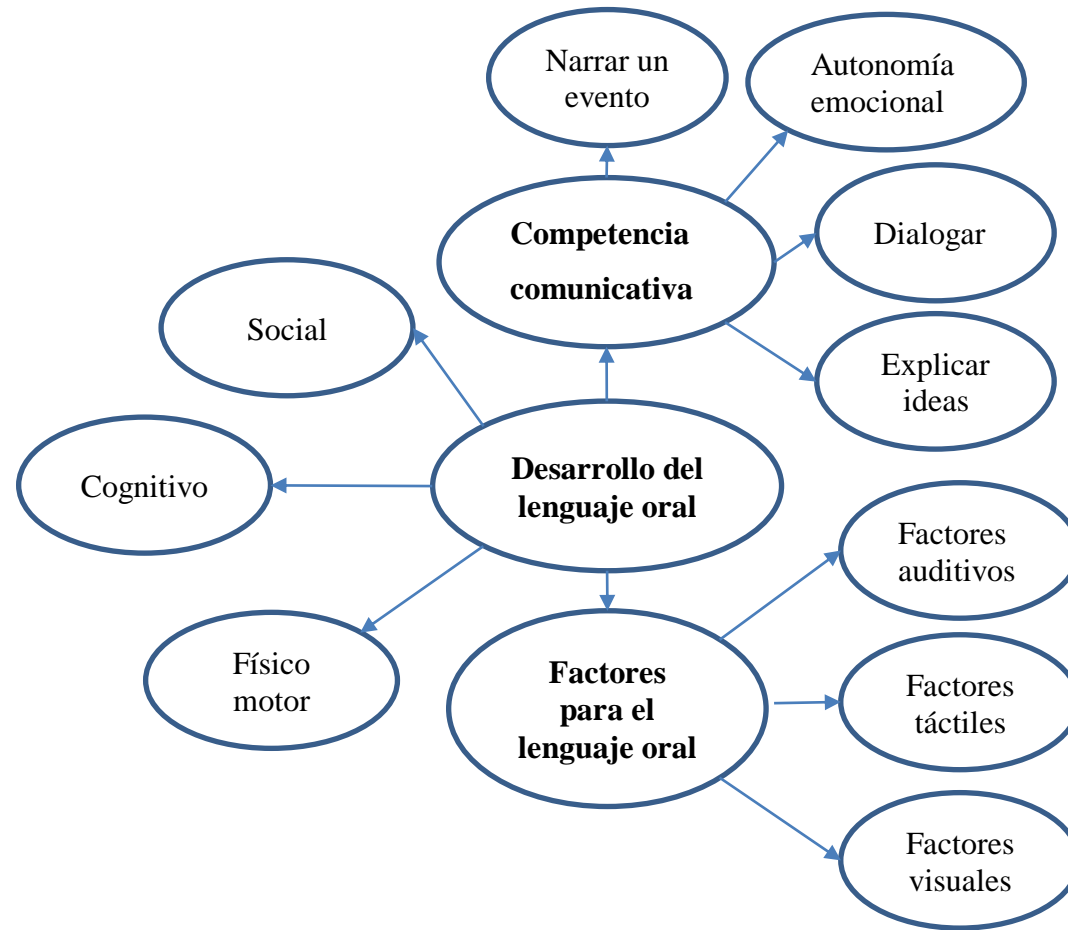 Narrar un
evento
Autonomía
emocional
Competencia
comunicativa
Dialogar
Social
Explicar
ideas
Desarrollo del
lenguaje oral
Cognitivo
Factores
auditivos
Físico
motor
Factores
para el
lenguaje oral
Factores
táctiles
Factores
visuales